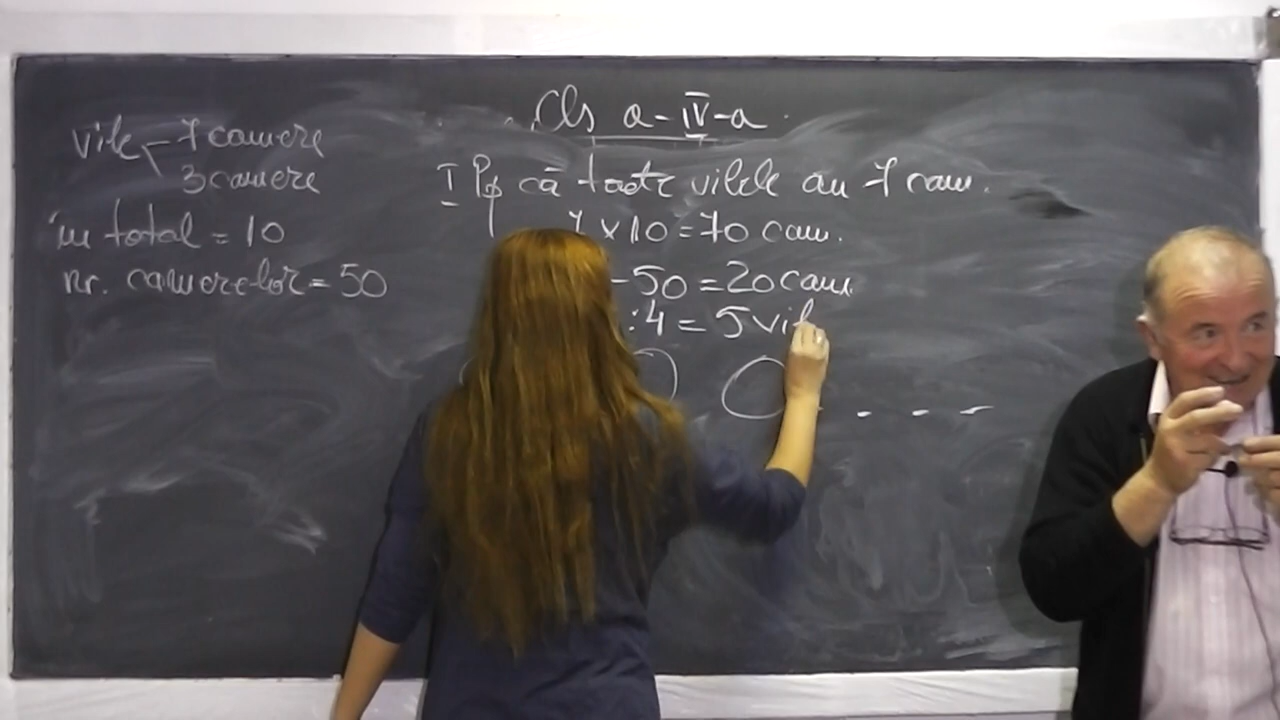 Cls a-IV-a
vile 7 camere
3 camere
în total = 10
nr. camerelor = 50
I Pp că toate vilele au 7 cam.
7 x 10 = 70 cam.
-50 = 20 cam.
:4 = 5 vil